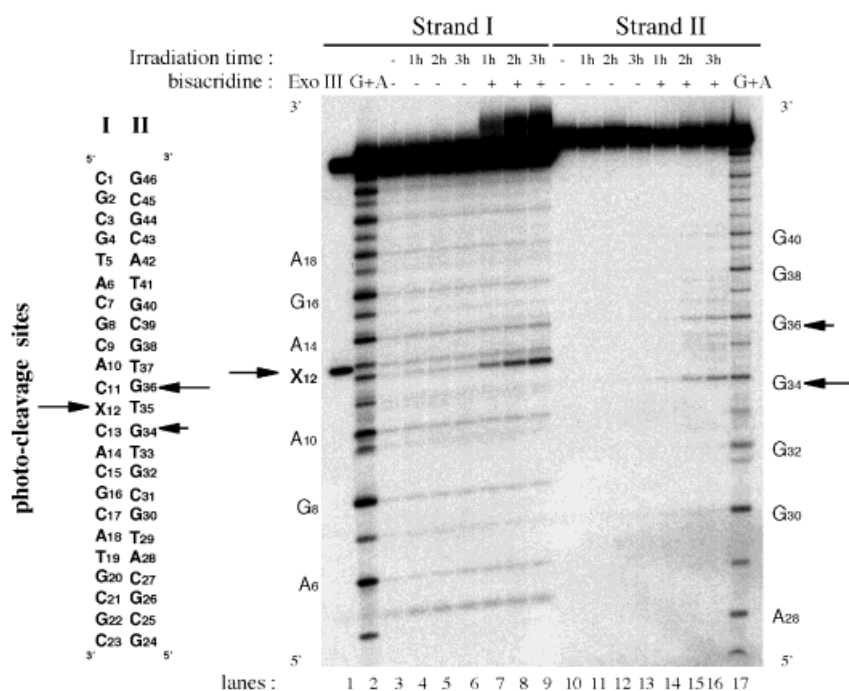 Strand I Strand II
Irradiation time : - 1h 2h 3h 1h 2h 3h - 1h 2h 3h 1h 2h 3h
bisacridine : Exo III G+A - - - - + + + - - - - + + + G+A
3´ 3´
I II
5´ 3´
C1 G46
G2 C45
C3 G44
G4 C43
T5 A42
A6 T41
C7 G40
G8 C39
C9 G38
A10 T37
C11 G36
X12 T35
C13 G34
A14 T33
C15 G32
G16 C31
C17 G30
A18 T29
T19 A28
G20 C27
C21 G26
G22 C25
C23 G24
3´ 5´
photo-cleavage sites
A18
G16
A14
X12
A10
G8
A6
5´
G40
G38
G36
G34
G32
G30
A28
5´
lanes : 1 2 3 4 5 6 7 8 9 10 11 12 13 14 15 16 17